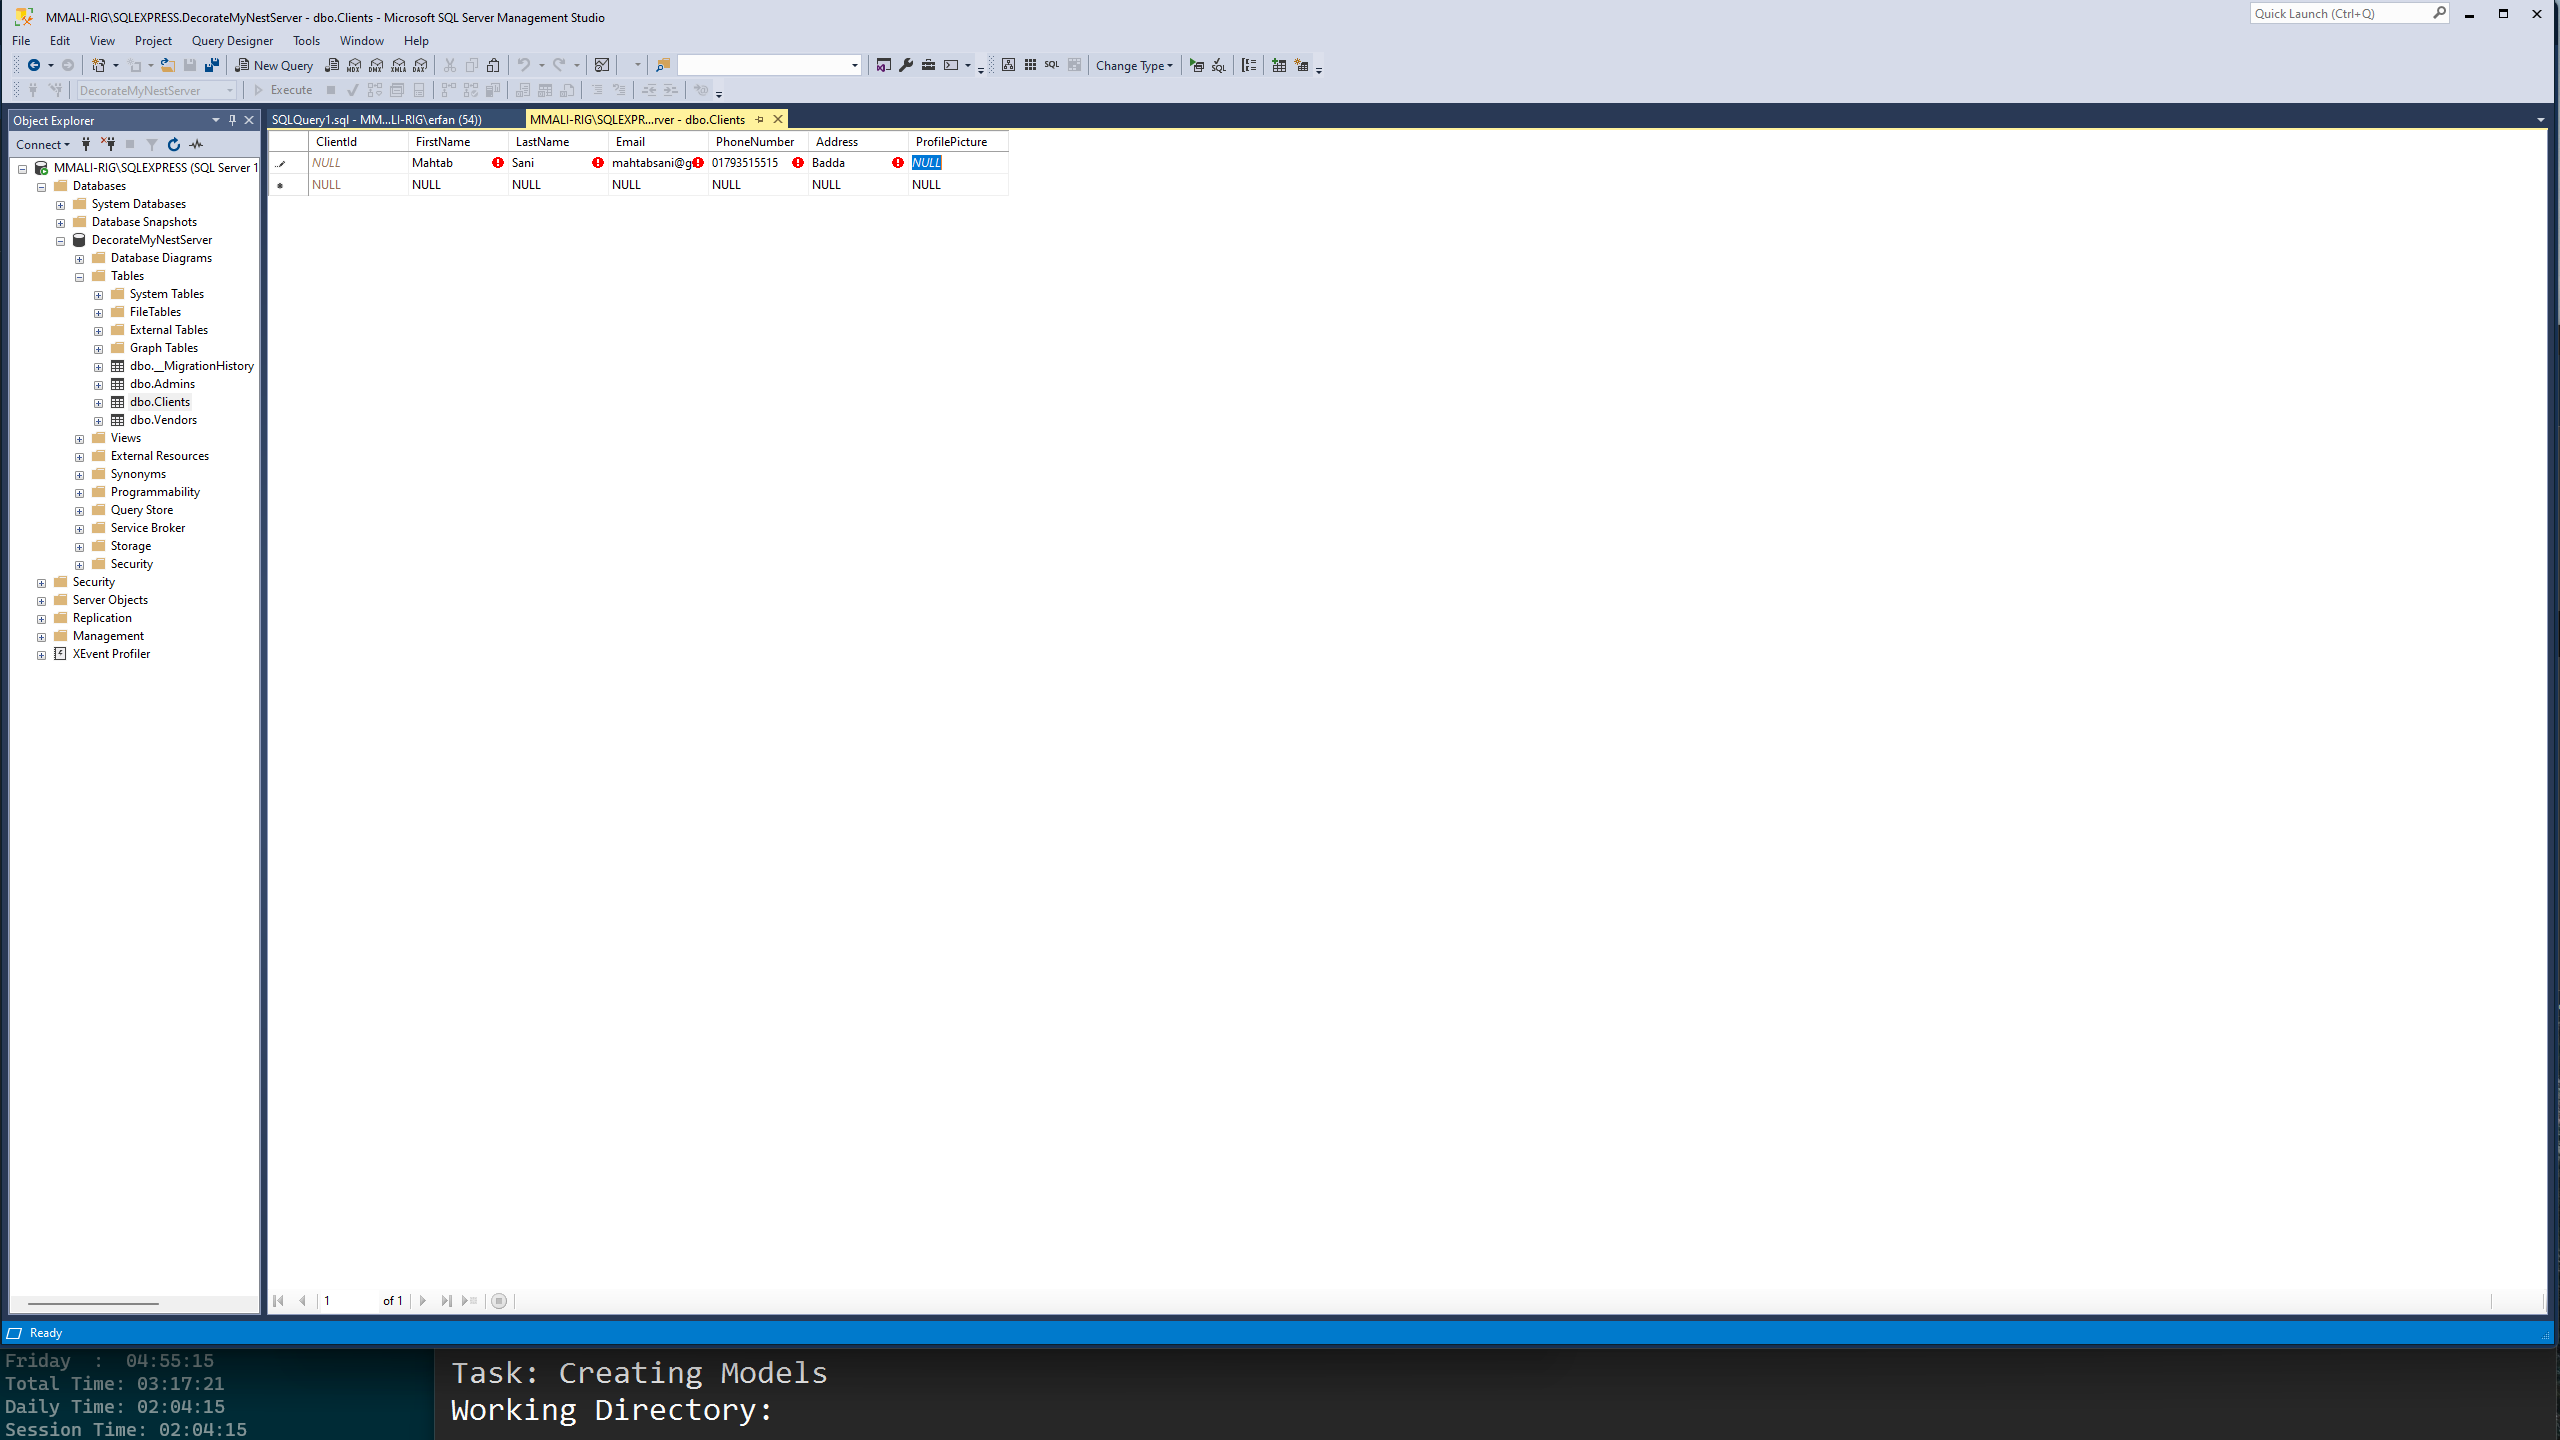 MMALI-RIG\SQLEXPRESS.DecorateMyNestServer - dbo.Clients - Microsoft SQL Server Management Studio
Quick Launch (Ctrl+Q)
File Edit View Project Query Designer Tools Window Help
New Query MDX DMX XMLA DAX SQL Change Type SQL
DecorateMyNestServer Execute
Object Explorer
SQLQuery1.sql - MM...LI-RIG\erfan (54)) MMALI-RIG\SQLEXPR...rver - dbo.Clients
Connect
MMALI-RIG\SQLEXPRESS (SQL Server 1
Databases
System Databases
Database Snapshots
DecorateMyNestServer
Database Diagrams
Tables
System Tables
FileTables
External Tables
Graph Tables
dbo.__MigrationHistory
dbo.Admins
dbo.Clients
dbo.Vendors
Views
External Resources
Synonyms
Programmability
Query Store
Service Broker
Storage
Security
Security
Server Objects
Replication
Management
XEvent Profiler
ClientId FirstName LastName Email PhoneNumber Address ProfilePicture
NULL Mahtab Sani mahtabsani@g 01793515515 Badda NULL
NULL NULL NULL NULL NULL NULL NULL
1 of 1
Ready
Friday : 04:55:15
Total Time: 03:17:21
Daily Time: 02:04:15
Session Time: 02:04:15
Task: Creating Models
Working Directory: